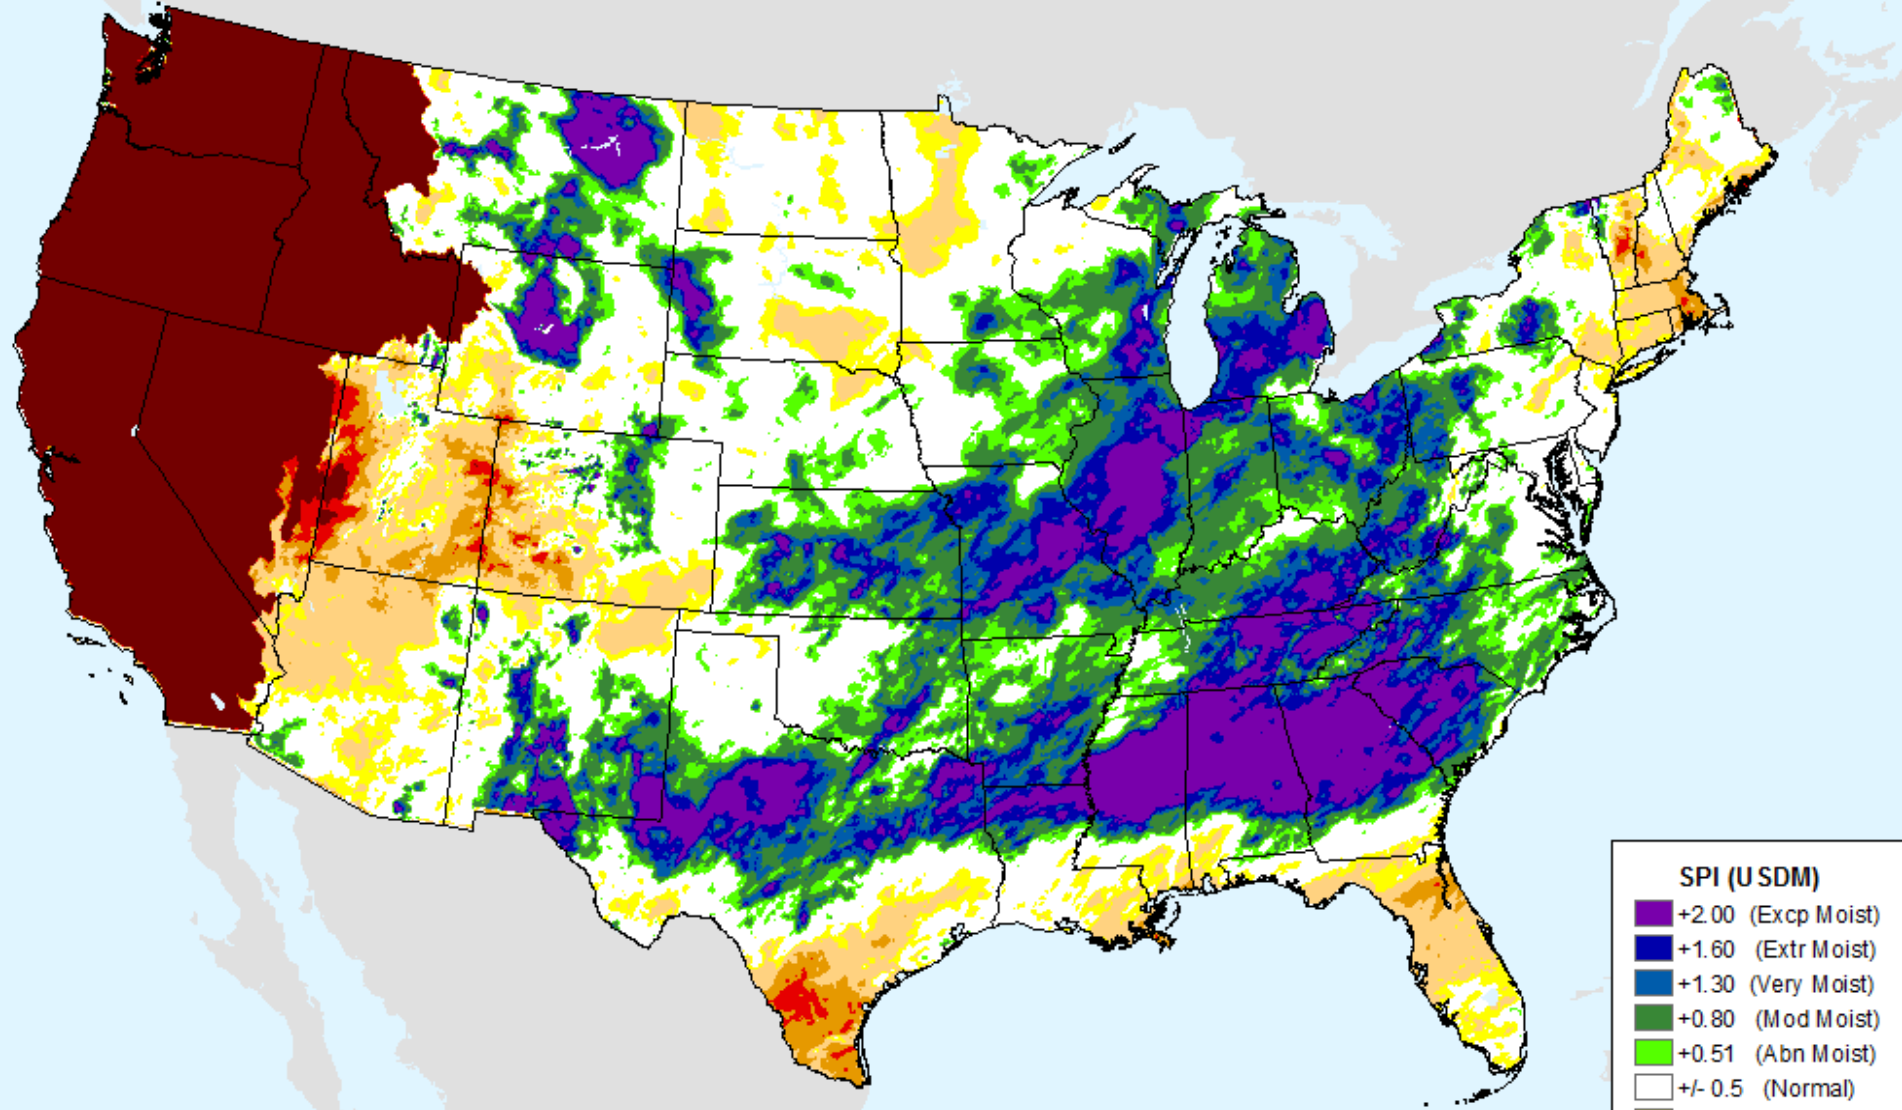 SPI (USDM)
+2.00 (Excp Moist)
+1.60 (Extr Moist)
+1.30 (Very Moist)
+0.80 (Mod Moist)
+0.51 (Abn Moist)
+/- 0.5 (Normal)